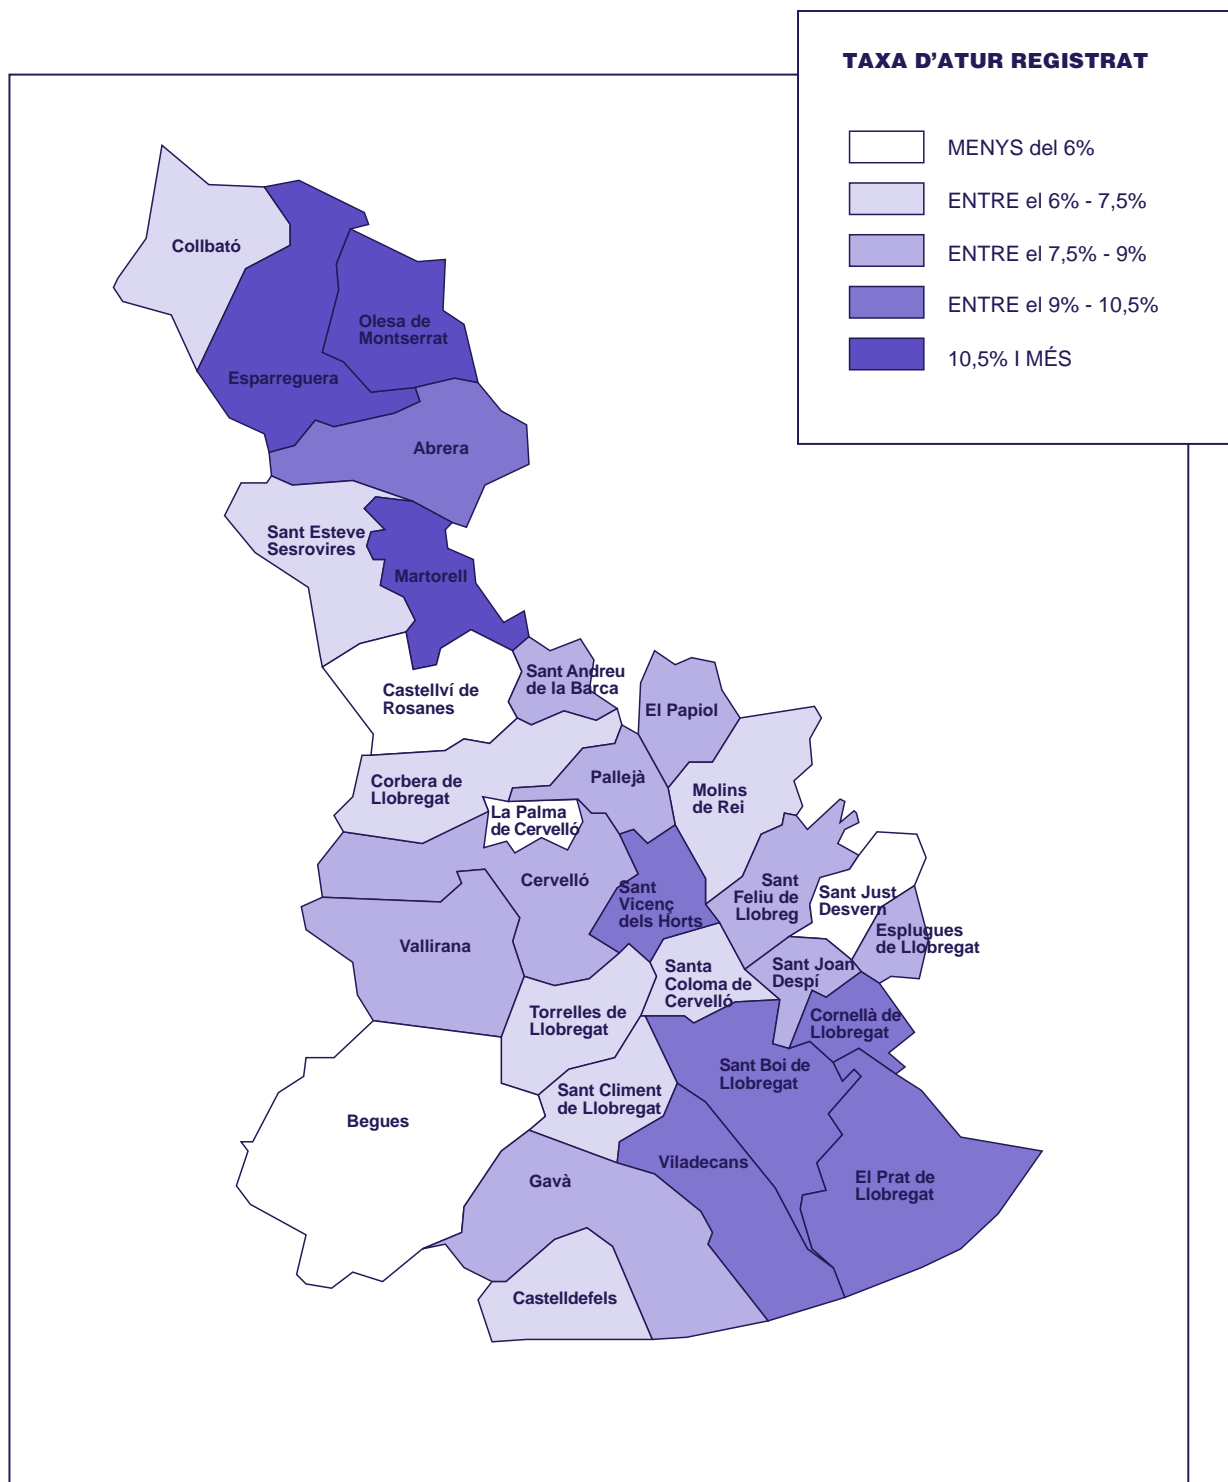 TAXA D'ATUR REGISTRAT
MENYS del 6%
ENTRE el 6% - 7,5%
ENTRE el 7,5% - 9%
ENTRE el 9% - 10,5%
10,5% I MÉS
Collbató
Olesa de
Montserrat
Esparreguera
Abrera
Sant Esteve
Sesrovires
Martorell
Castellví de
Rosanes
Sant Andreu
de la Barca
El Papiol
Corbera de
Llobregat
Pallejà
Molins
de Rei
La Palma
de Cervelló
Cervelló
Sant
Vicenç
dels Horts
Sant
Feliu de
Llobreg
Sant Just
Desvern
Esplugues
de Llobregat
Vallirana
Santa
Coloma de
Cervelló
Sant Joan
Despí
Cornellà de
Llobregat
Torrelles de
Llobregat
Sant Boi de
Llobregat
Sant Climent
de Llobregat
Begues
Viladecans
El Prat de
Llobregat
Gavà
Castelldefels